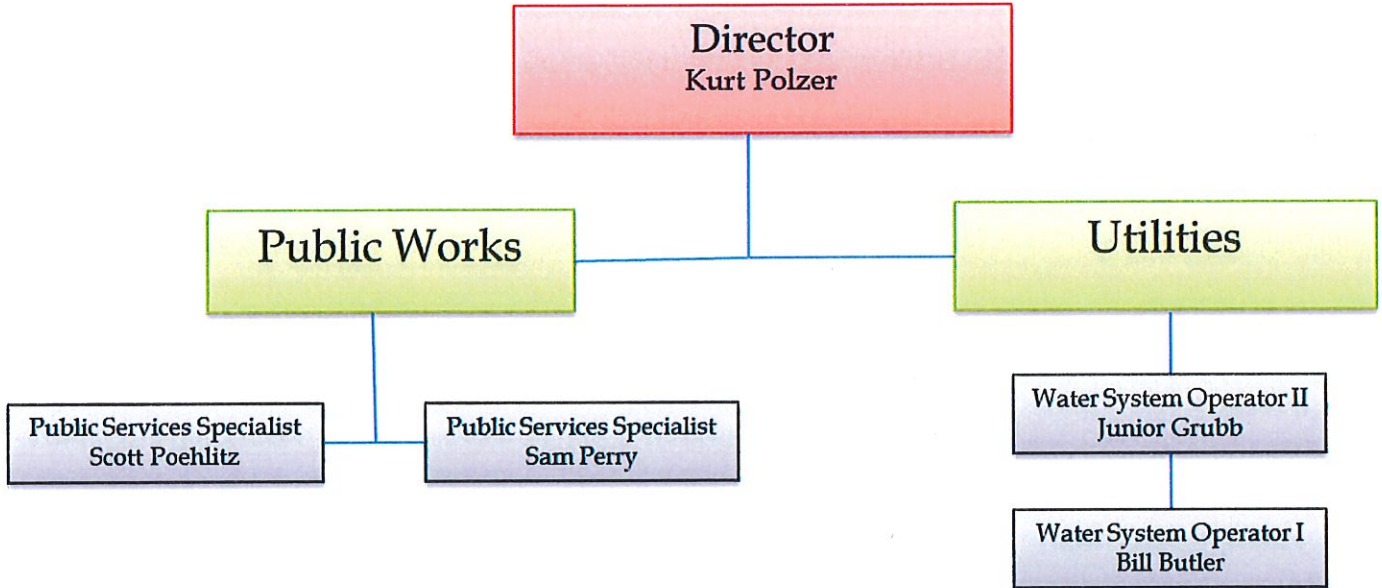 Director
Kurt Polzer
Public Works
Utilities
Public Services Specialist
Scott Poehlitz
Public Services Specialist
Sam Perry
Water System Operator II
Junior Grubb
Water System Operator I
Bill Butler